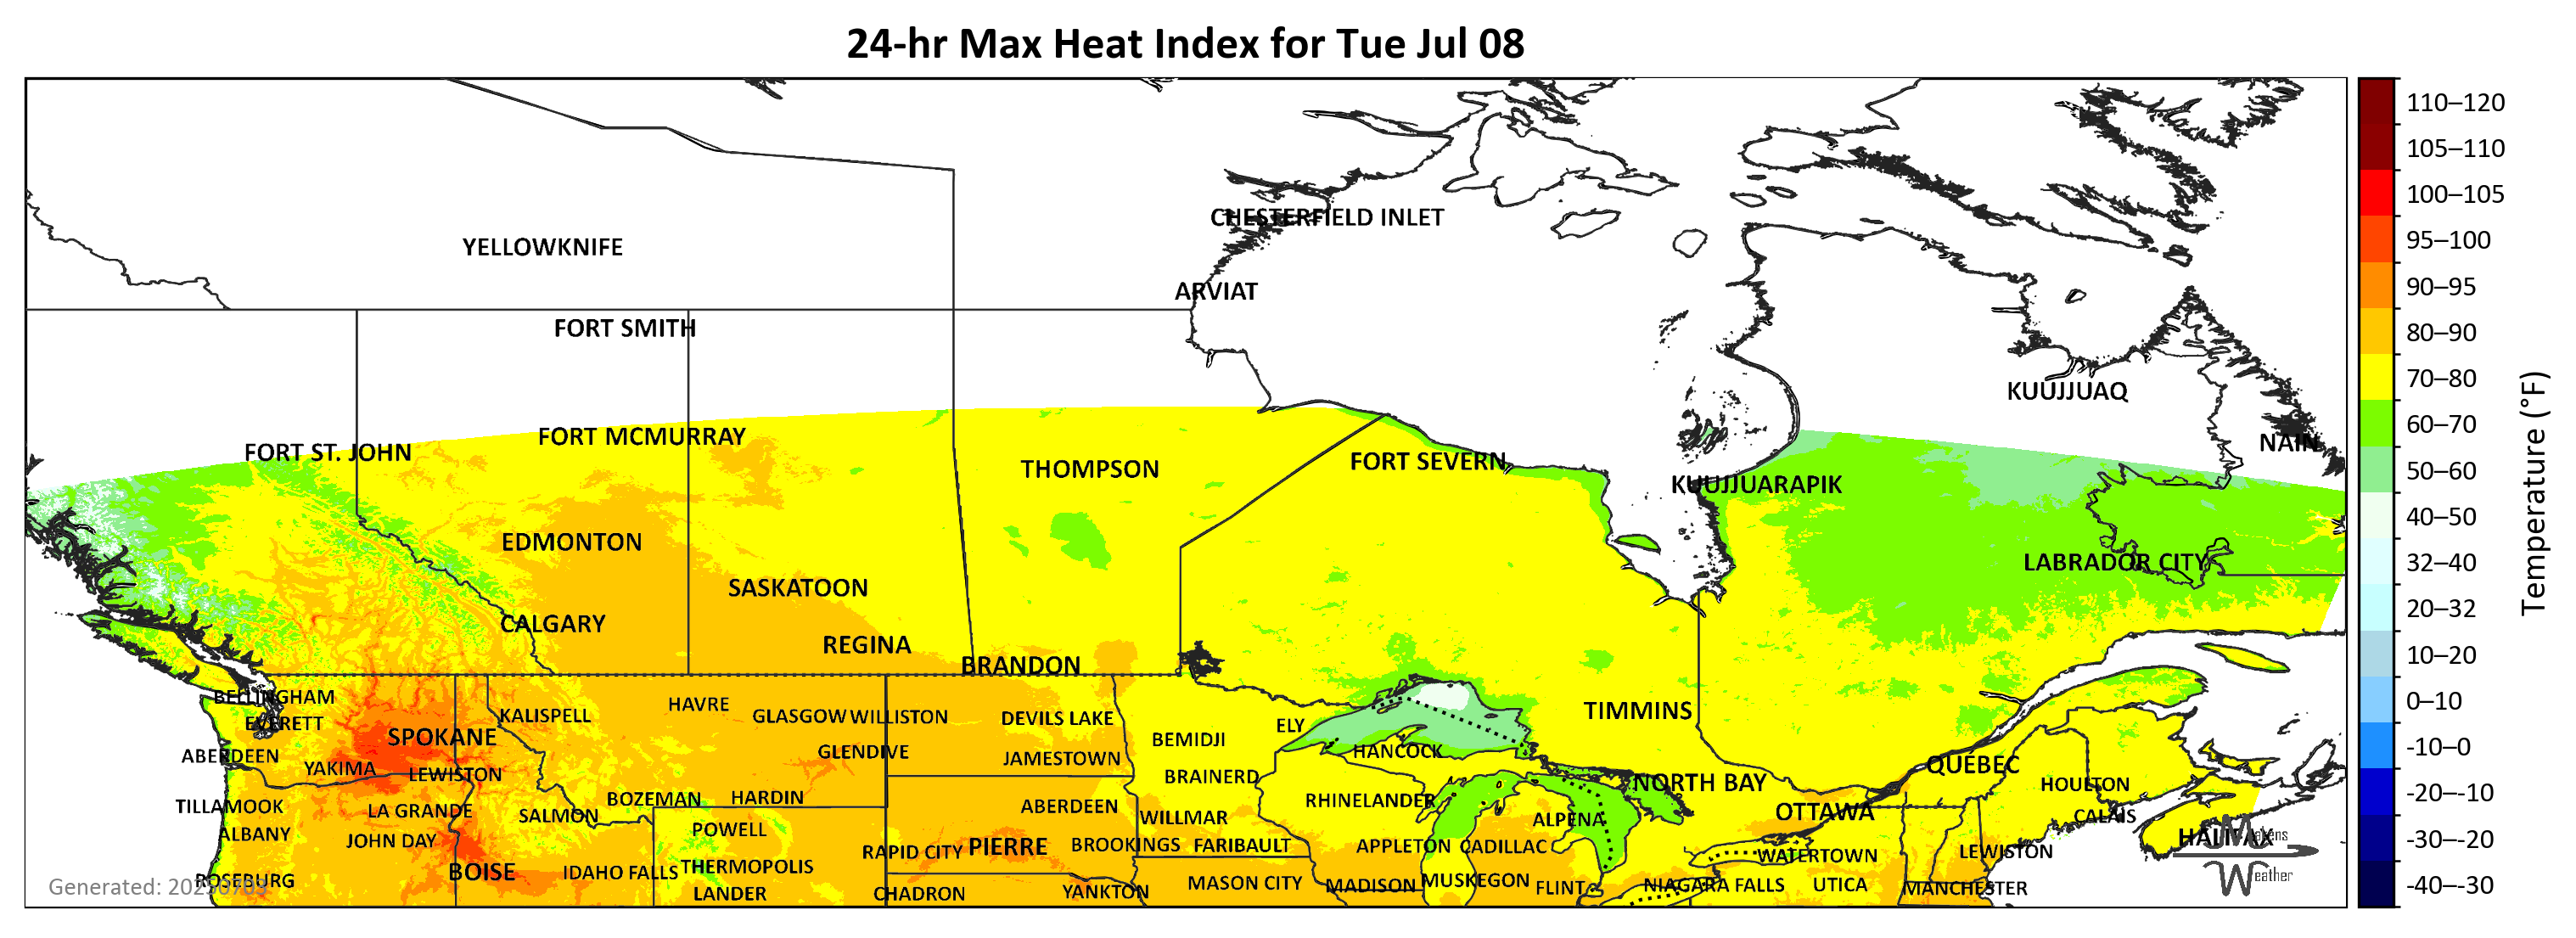 24-hr Max Heat Index for Tue Jul 08
CHESTERFIELD INLET
YELLOWKNIFE
ARVIAT
FORT SMITH
KUUJJUAQ
FORT MCMURRAY
NAIN
FORT ST. JOHN
FORT SEVERN
THOMPSON
KUUJJUARAPIK
EDMONTON
LABRADOR CITY
SASKATOON
CALGARY
REGINA
BRANDON
BELLINGHAM
HAVRE
TIMMINS
KALISPELL
GLASGOW WILLISTON
DEVILS LAKE
EVERETT
ELY
SPOKANE
BEMIDJI
HANCOCK
GLENDIVE
ABERDEEN
JAMESTOWN
QUÉBEC
YAKIMA
LEWISTON
BRAINERD
NORTH BAY
HOULTON
BOZEMAN
HARDIN
RHINELANDER
TILLAMOOK
ABERDEEN
LA GRANDE
OTTAWA
SALMON
WILLMAR
CALAIS
ALPENA
POWELL
ALBANY
HALIFAX
Makens
JOHN DAY
RAPID CITY
PIERRE
BROOKINGS
FARIBAULT
APPLETON
CADILLAC
LEWISTON
WATERTOWN
THERMOPOLIS
BOISE
IDAHO FALLS
Weather
ROSEBURG
MUSKEGON
MASON CITY
MADISON
NIAGARA FALLS
UTICA
FLINT
MANCHESTER
LANDER
CHADRON
YANKTON
110–120
105–110
100–105
95–100
90–95
80–90
70–80
60–70
50–60
40–50
32–40
20–32
10–20
0–10
-10–0
-20–-10
-30–-20
-40–-30
Temperature (°F)
Generated: